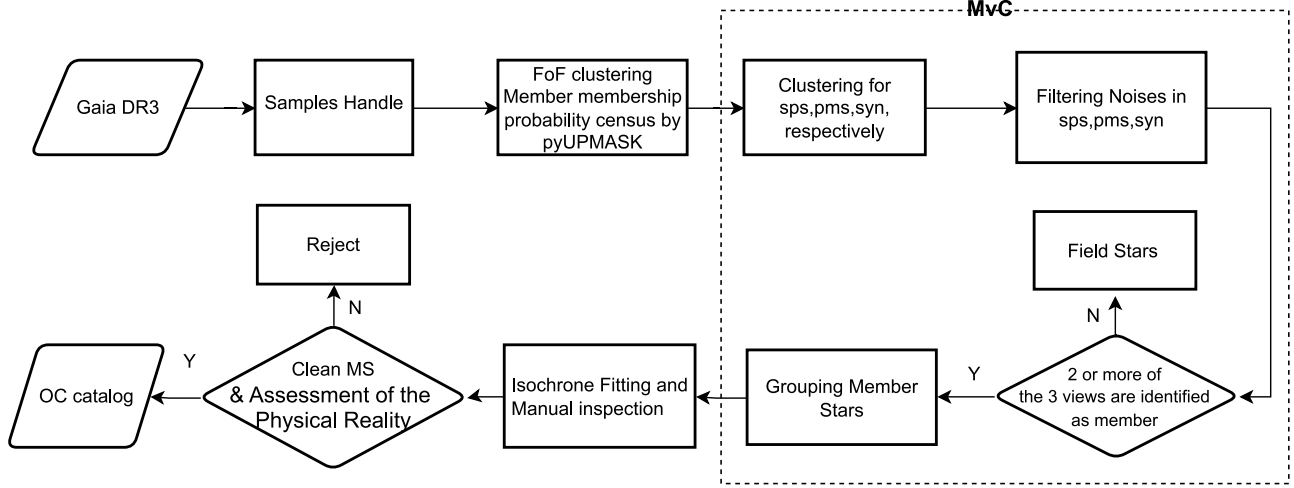 MvC
Gaia DR3
Samples Handle
FoF clustering
Member membership
probability census by
pyUPMASK
Clustering for
sps,pms,syn,
respectively
Filtering Noises in
sps,pms,syn
Reject
Field Stars
N
N
OC catalog
Y
Clean MS
& Assessment of the
Physical Reality
Isochrone Fitting and
Manual inspection
Grouping Member
Stars
Y
2 or more of
the 3 views are identified
as member